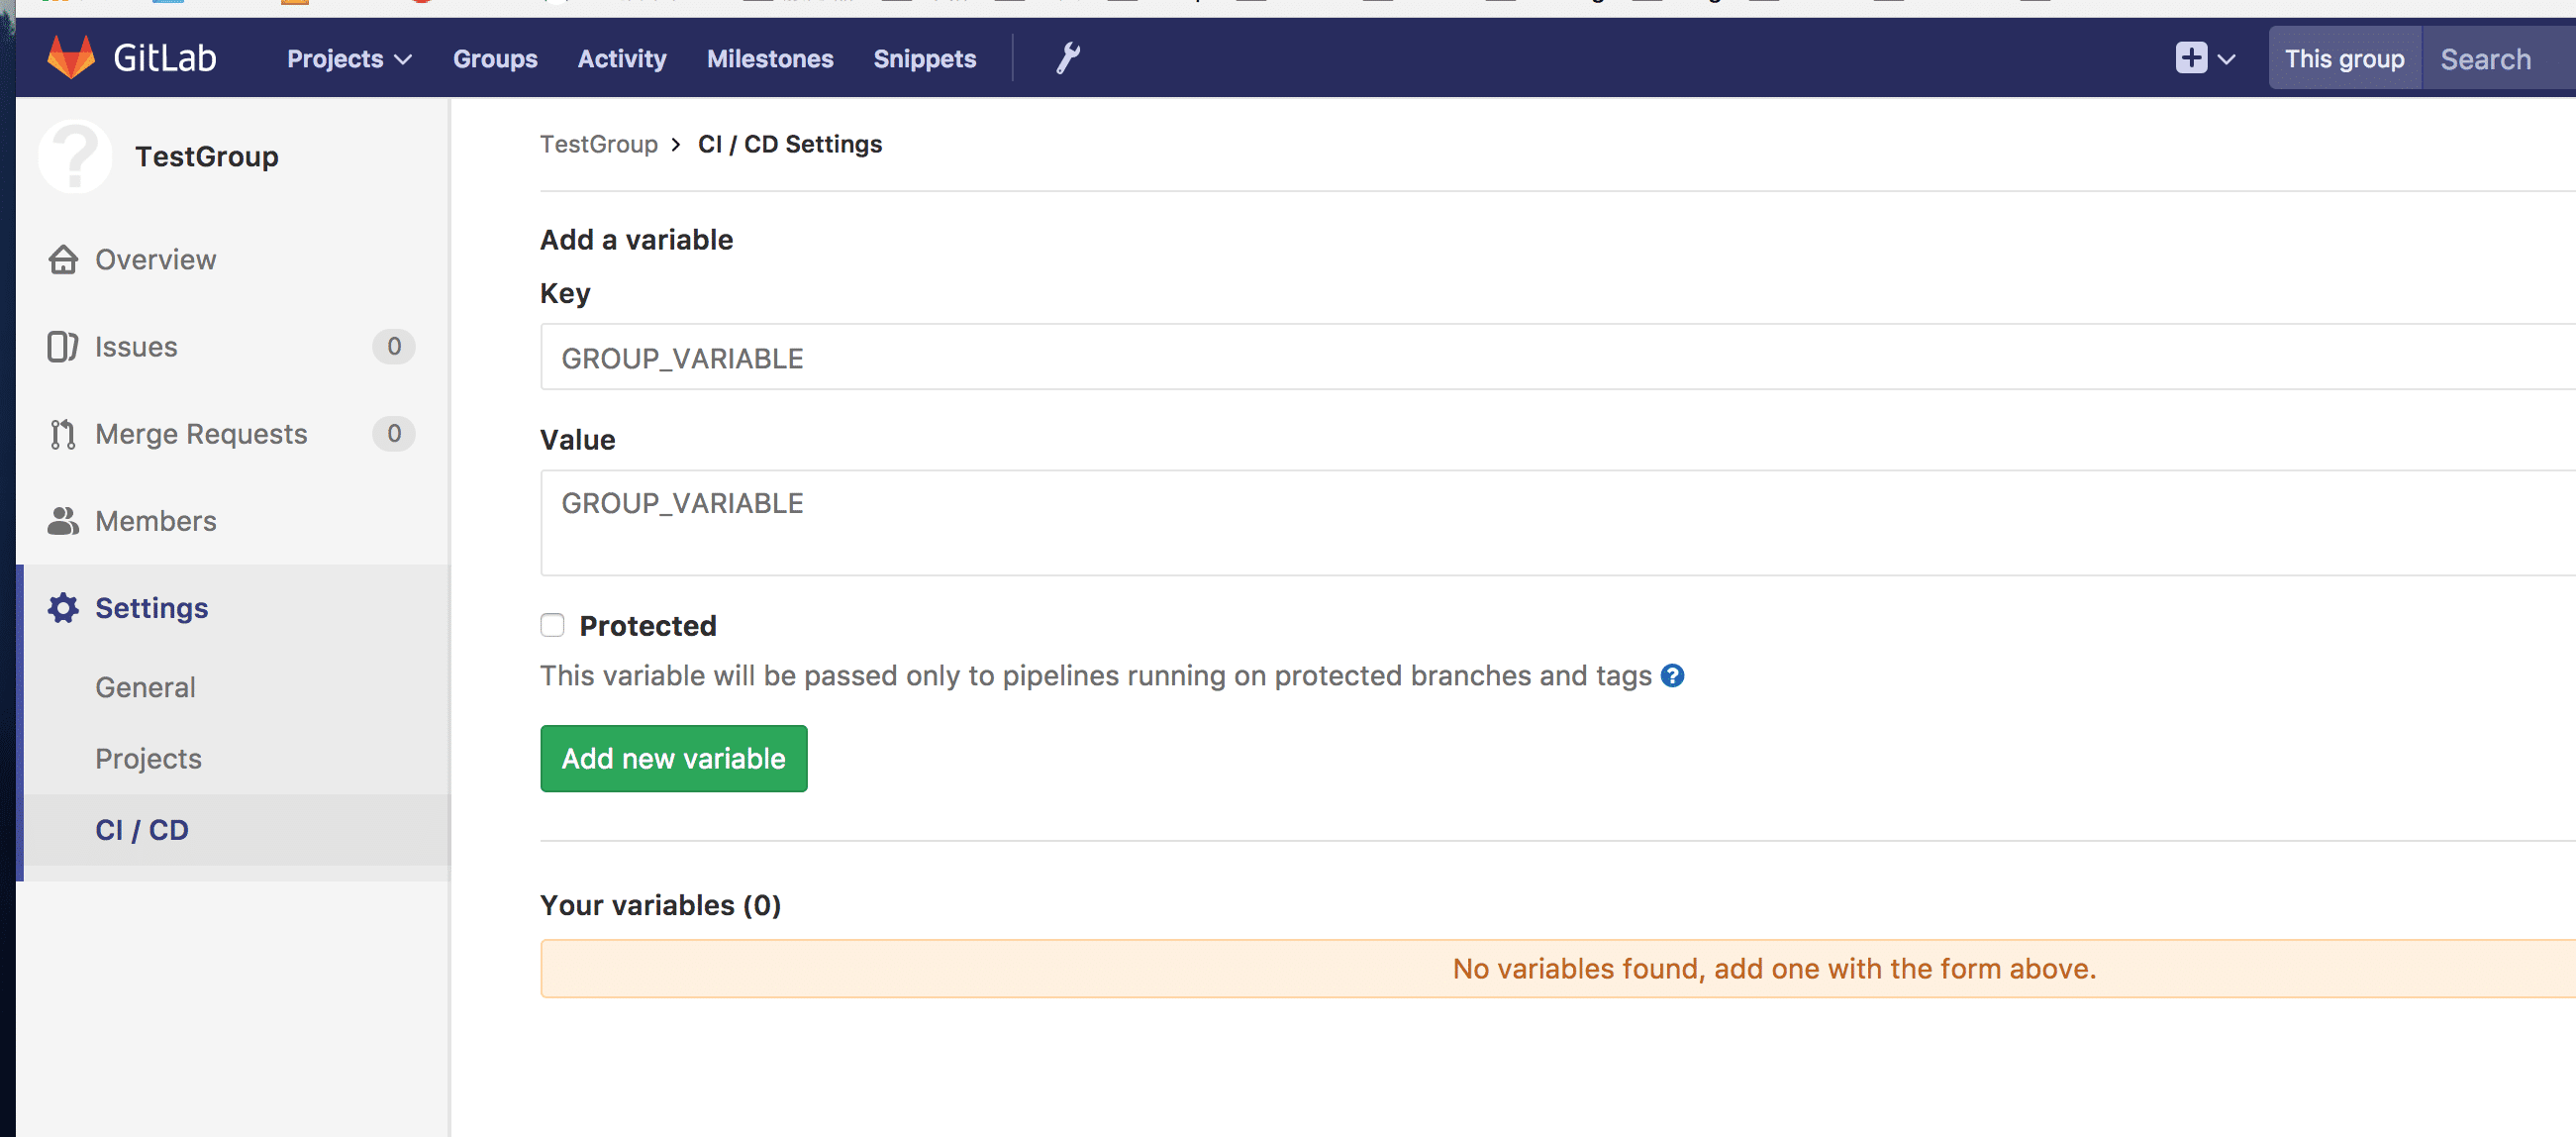 GitLab Projects Groups Activity Milestones Snippets This group Search
TestGroup
Overview
Issues 0
Merge Requests 0
Members
Settings
General
Projects
CI / CD
TestGroup > CI / CD Settings
Add a variable
Key
GROUP_VARIABLE
Value
GROUP_VARIABLE
Protected
This variable will be passed only to pipelines running on protected branches and tags
Add new variable
Your variables (0)
No variables found, add one with the form above.